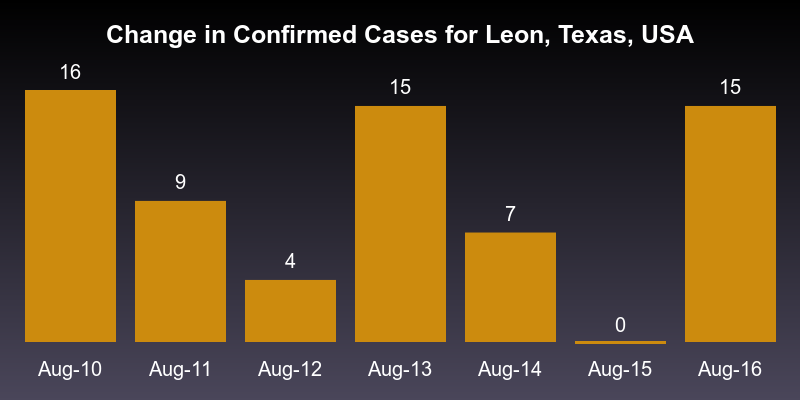 Change in Confirmed Cases for Leon, Texas, USA
16
9
4
15
7
0
15
Aug-10
Aug-11
Aug-12
Aug-13
Aug-14
Aug-15
Aug-16